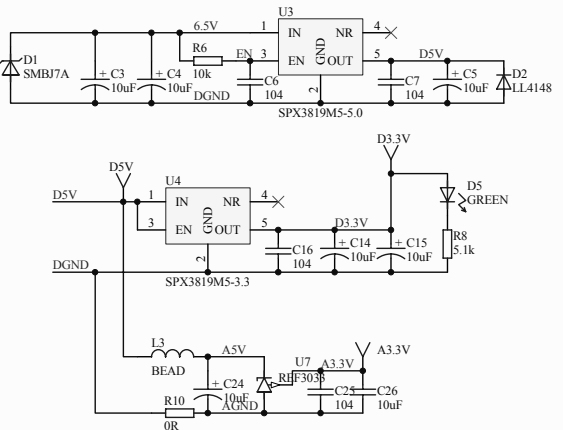 U3
6.5V
1
IN
NR
4
D1
SMBJ7A
R6
10k
EN
3
EN
GND
OUT
5
D5V
C3
10uF
C4
10uF
C6
104
C7
104
C5
10uF
D2
LL4148
DGND
2
SPX3819M5-5.0
D3.3V
D5V
D5V
U4
1
IN
NR
4
3
EN
GND
OUT
5
D3.3V
D5
GREEN
C16
104
C14
10uF
C15
10uF
R8
5.1k
DGND
2
SPX3819M5-3.3
L3
BEAD
A5V
U7
REF3033
A3.3V
A3.3V
C24
10uF
C25
104
C26
10uF
R10
0R
AGND